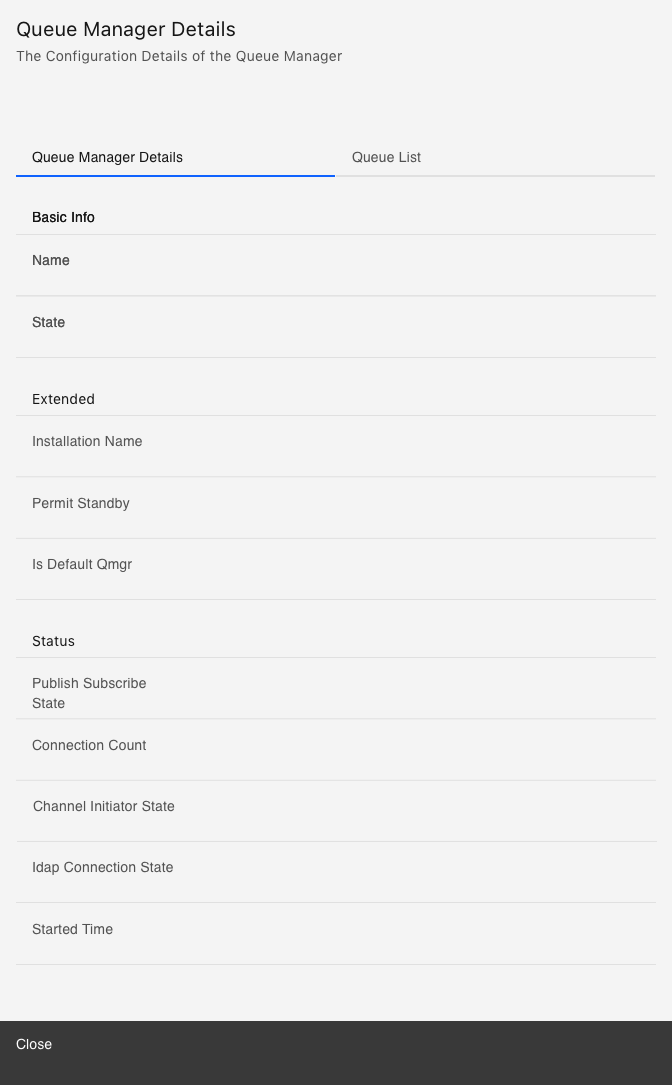 Queue Manager Details
The Configuration Details of the Queue Manager
Queue Manager Details
Queue List
Basic Info
Name
State
Extended
Installation Name
Permit Standby
Is Default Qmgr
Status
Publish Subscribe
State
Connection Count
Channel Initiator State
Idap Connection State
Started Time
Close